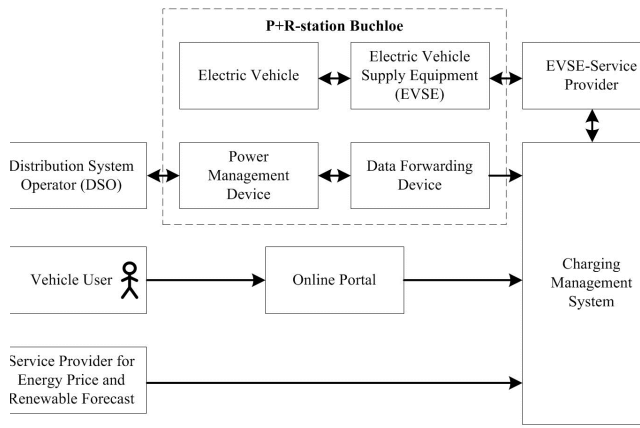 P+R-station Buchloe
Electric Vehicle
Electric Vehicle
Supply Equipment
(EVSE)
EVSE-Service
Provider
Distribution System
Operator (DSO)
Power
Management
Device
Data Forwarding
Device
Vehicle User
Online Portal
Charging
Management
System
Service Provider for
Energy Price and
Renewable Forecast